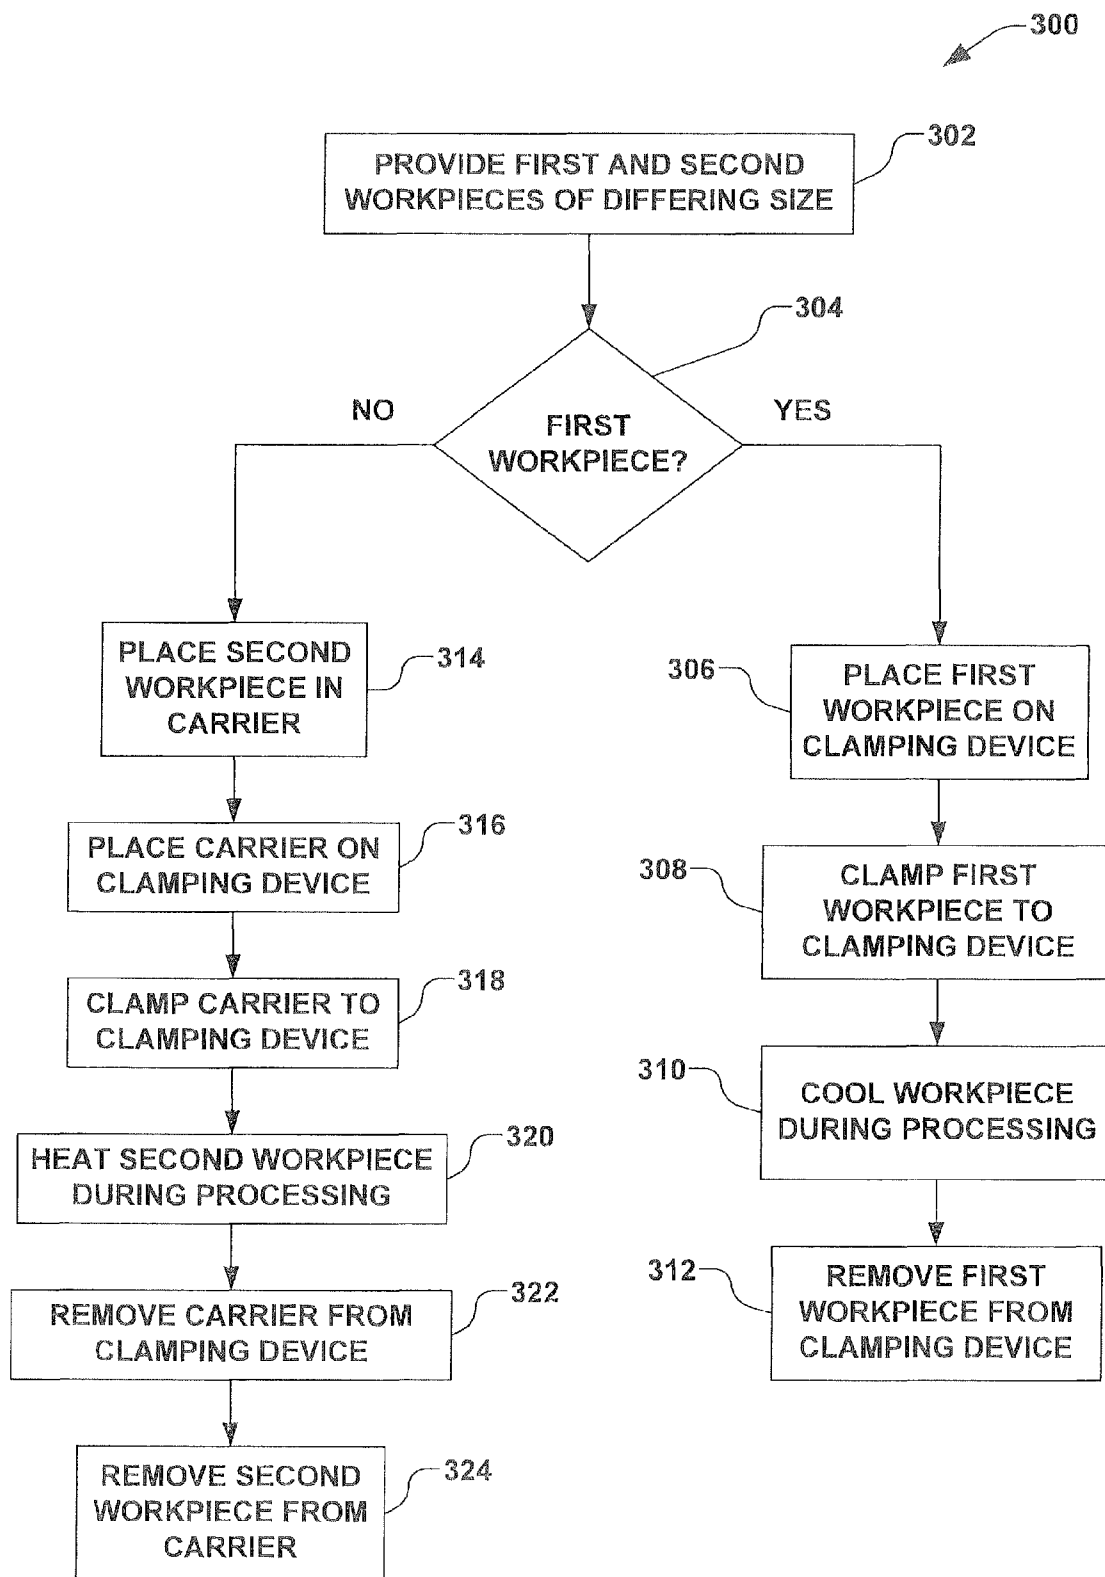 300
302
PROVIDE FIRST AND SECOND
WORKPIECES OF DIFFERING SIZE
304
NO
YES
FIRST
WORKPIECE?
314
PLACE SECOND
WORKPIECE IN
CARRIER
316
PLACE CARRIER ON
CLAMPING DEVICE
318
CLAMP CARRIER TO
CLAMPING DEVICE
320
HEAT SECOND WORKPIECE
DURING PROCESSING
322
REMOVE CARRIER FROM
CLAMPING DEVICE
324
REMOVE SECOND
WORKPIECE FROM
CARRIER
306
PLACE FIRST
WORKPIECE ON
CLAMPING DEVICE
308
CLAMP FIRST
WORKPIECE TO
CLAMPING DEVICE
310
COOL WORKPIECE
DURING PROCESSING
312
REMOVE FIRST
WORKPIECE FROM
CLAMPING DEVICE